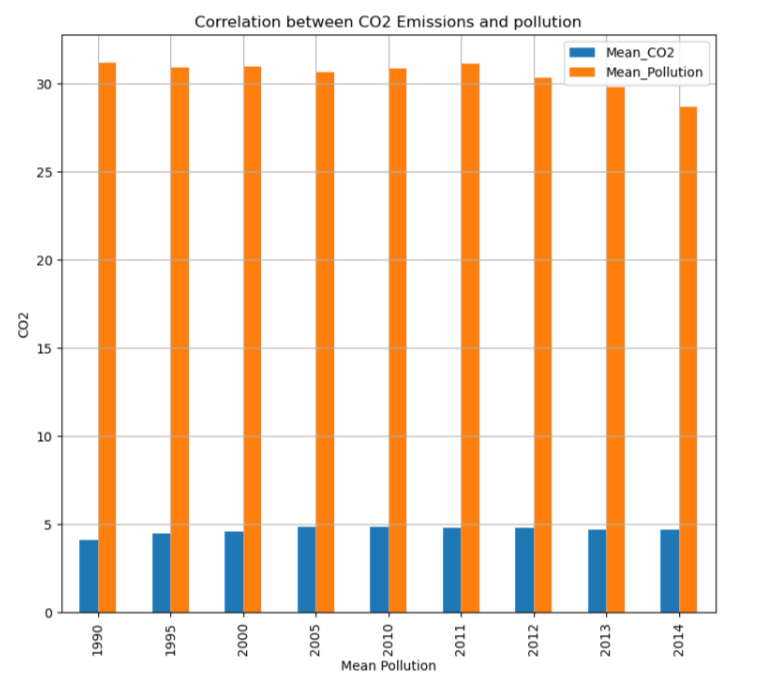 Correlation between CO2 Emissions and pollution
Mean_CO2
Mean_Pollution
30
25
20
15
10
5
0
CO2
1990 1995 2000 2005 2010 2011 2012 2013 2014
Mean Pollution